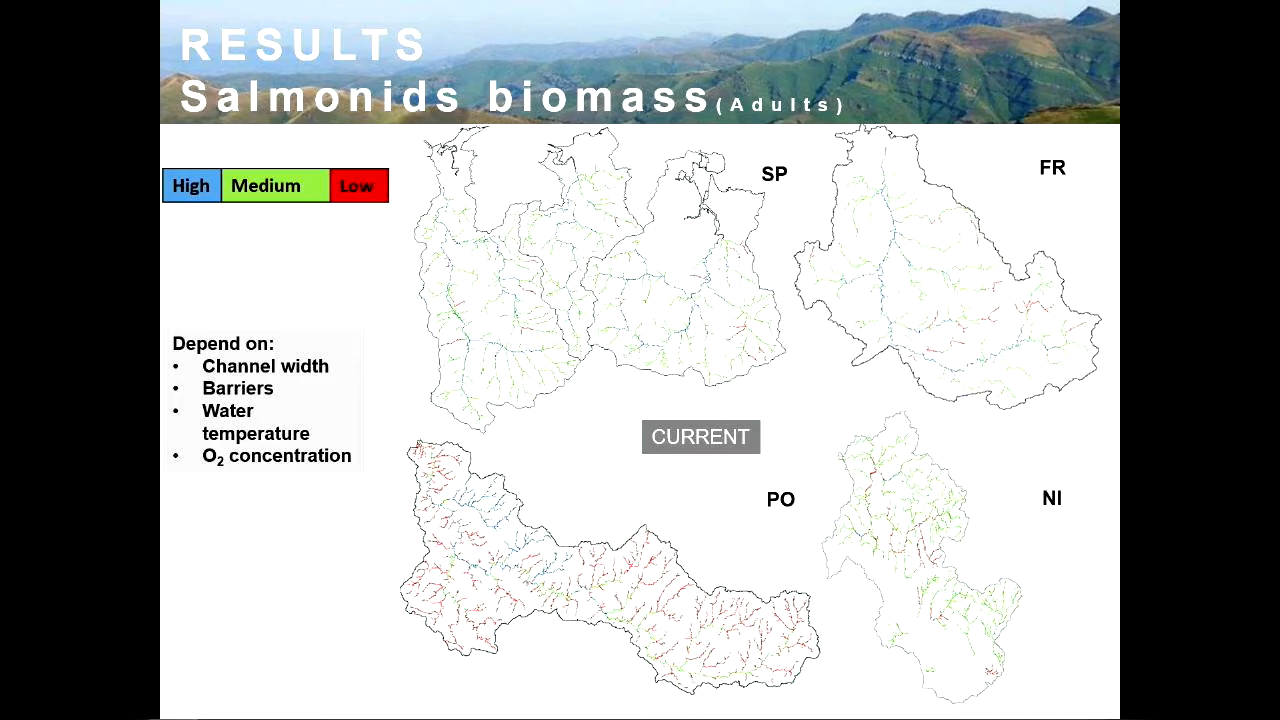 RESULTS
Salmonids biomass (Adults)
High Medium Low
SP
FR
Depend on:
• Channel width
• Barriers
• Water
temperature
• O₂ concentration
CURRENT
PO
NI